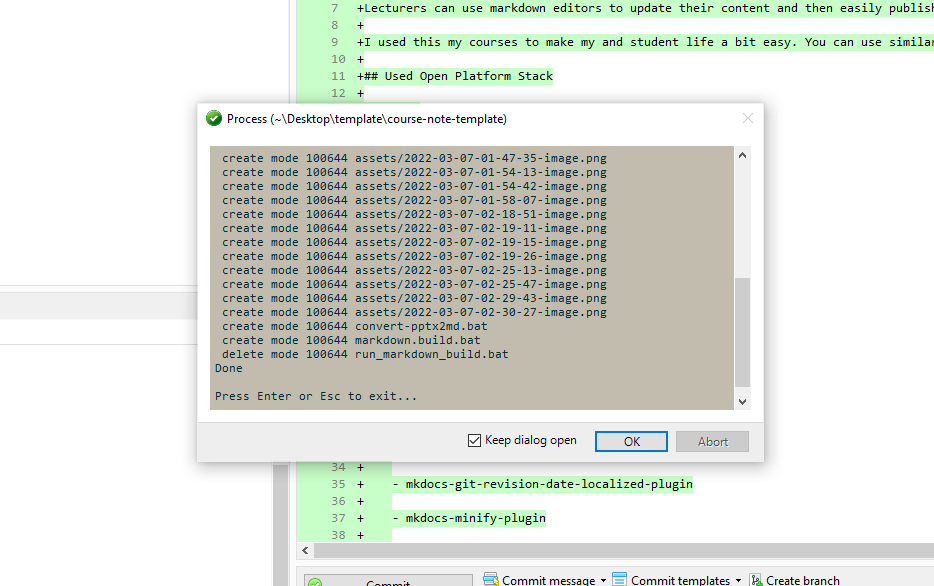 7 +Lecturers can use markdown editors to update their content and then easily publish
8 +
9 +I used this my courses to make my and student life a bit easy. You can use similar
10 +
11 +## Used Open Platform Stack
12 +
Process (~\Desktop\template\course-note-template)
create mode 100644 assets/2022-03-07-01-47-35-image.png
create mode 100644 assets/2022-03-07-01-54-13-image.png
create mode 100644 assets/2022-03-07-01-54-42-image.png
create mode 100644 assets/2022-03-07-01-58-07-image.png
create mode 100644 assets/2022-03-07-02-18-51-image.png
create mode 100644 assets/2022-03-07-02-19-11-image.png
create mode 100644 assets/2022-03-07-02-19-15-image.png
create mode 100644 assets/2022-03-07-02-19-26-image.png
create mode 100644 assets/2022-03-07-02-25-13-image.png
create mode 100644 assets/2022-03-07-02-25-47-image.png
create mode 100644 assets/2022-03-07-02-29-43-image.png
create mode 100644 assets/2022-03-07-02-30-27-image.png
create mode 100644 convert-pptx2md.bat
create mode 100644 markdown.build.bat
delete mode 100644 run_markdown_build.bat
Done
Press Enter or Esc to exit...
Keep dialog open OK Abort
34 +
35 + - mkdocs-git-revision-date-localized-plugin
36 +
37 + - mkdocs-minify-plugin
38 +
Commit Commit message Commit templates Create branch